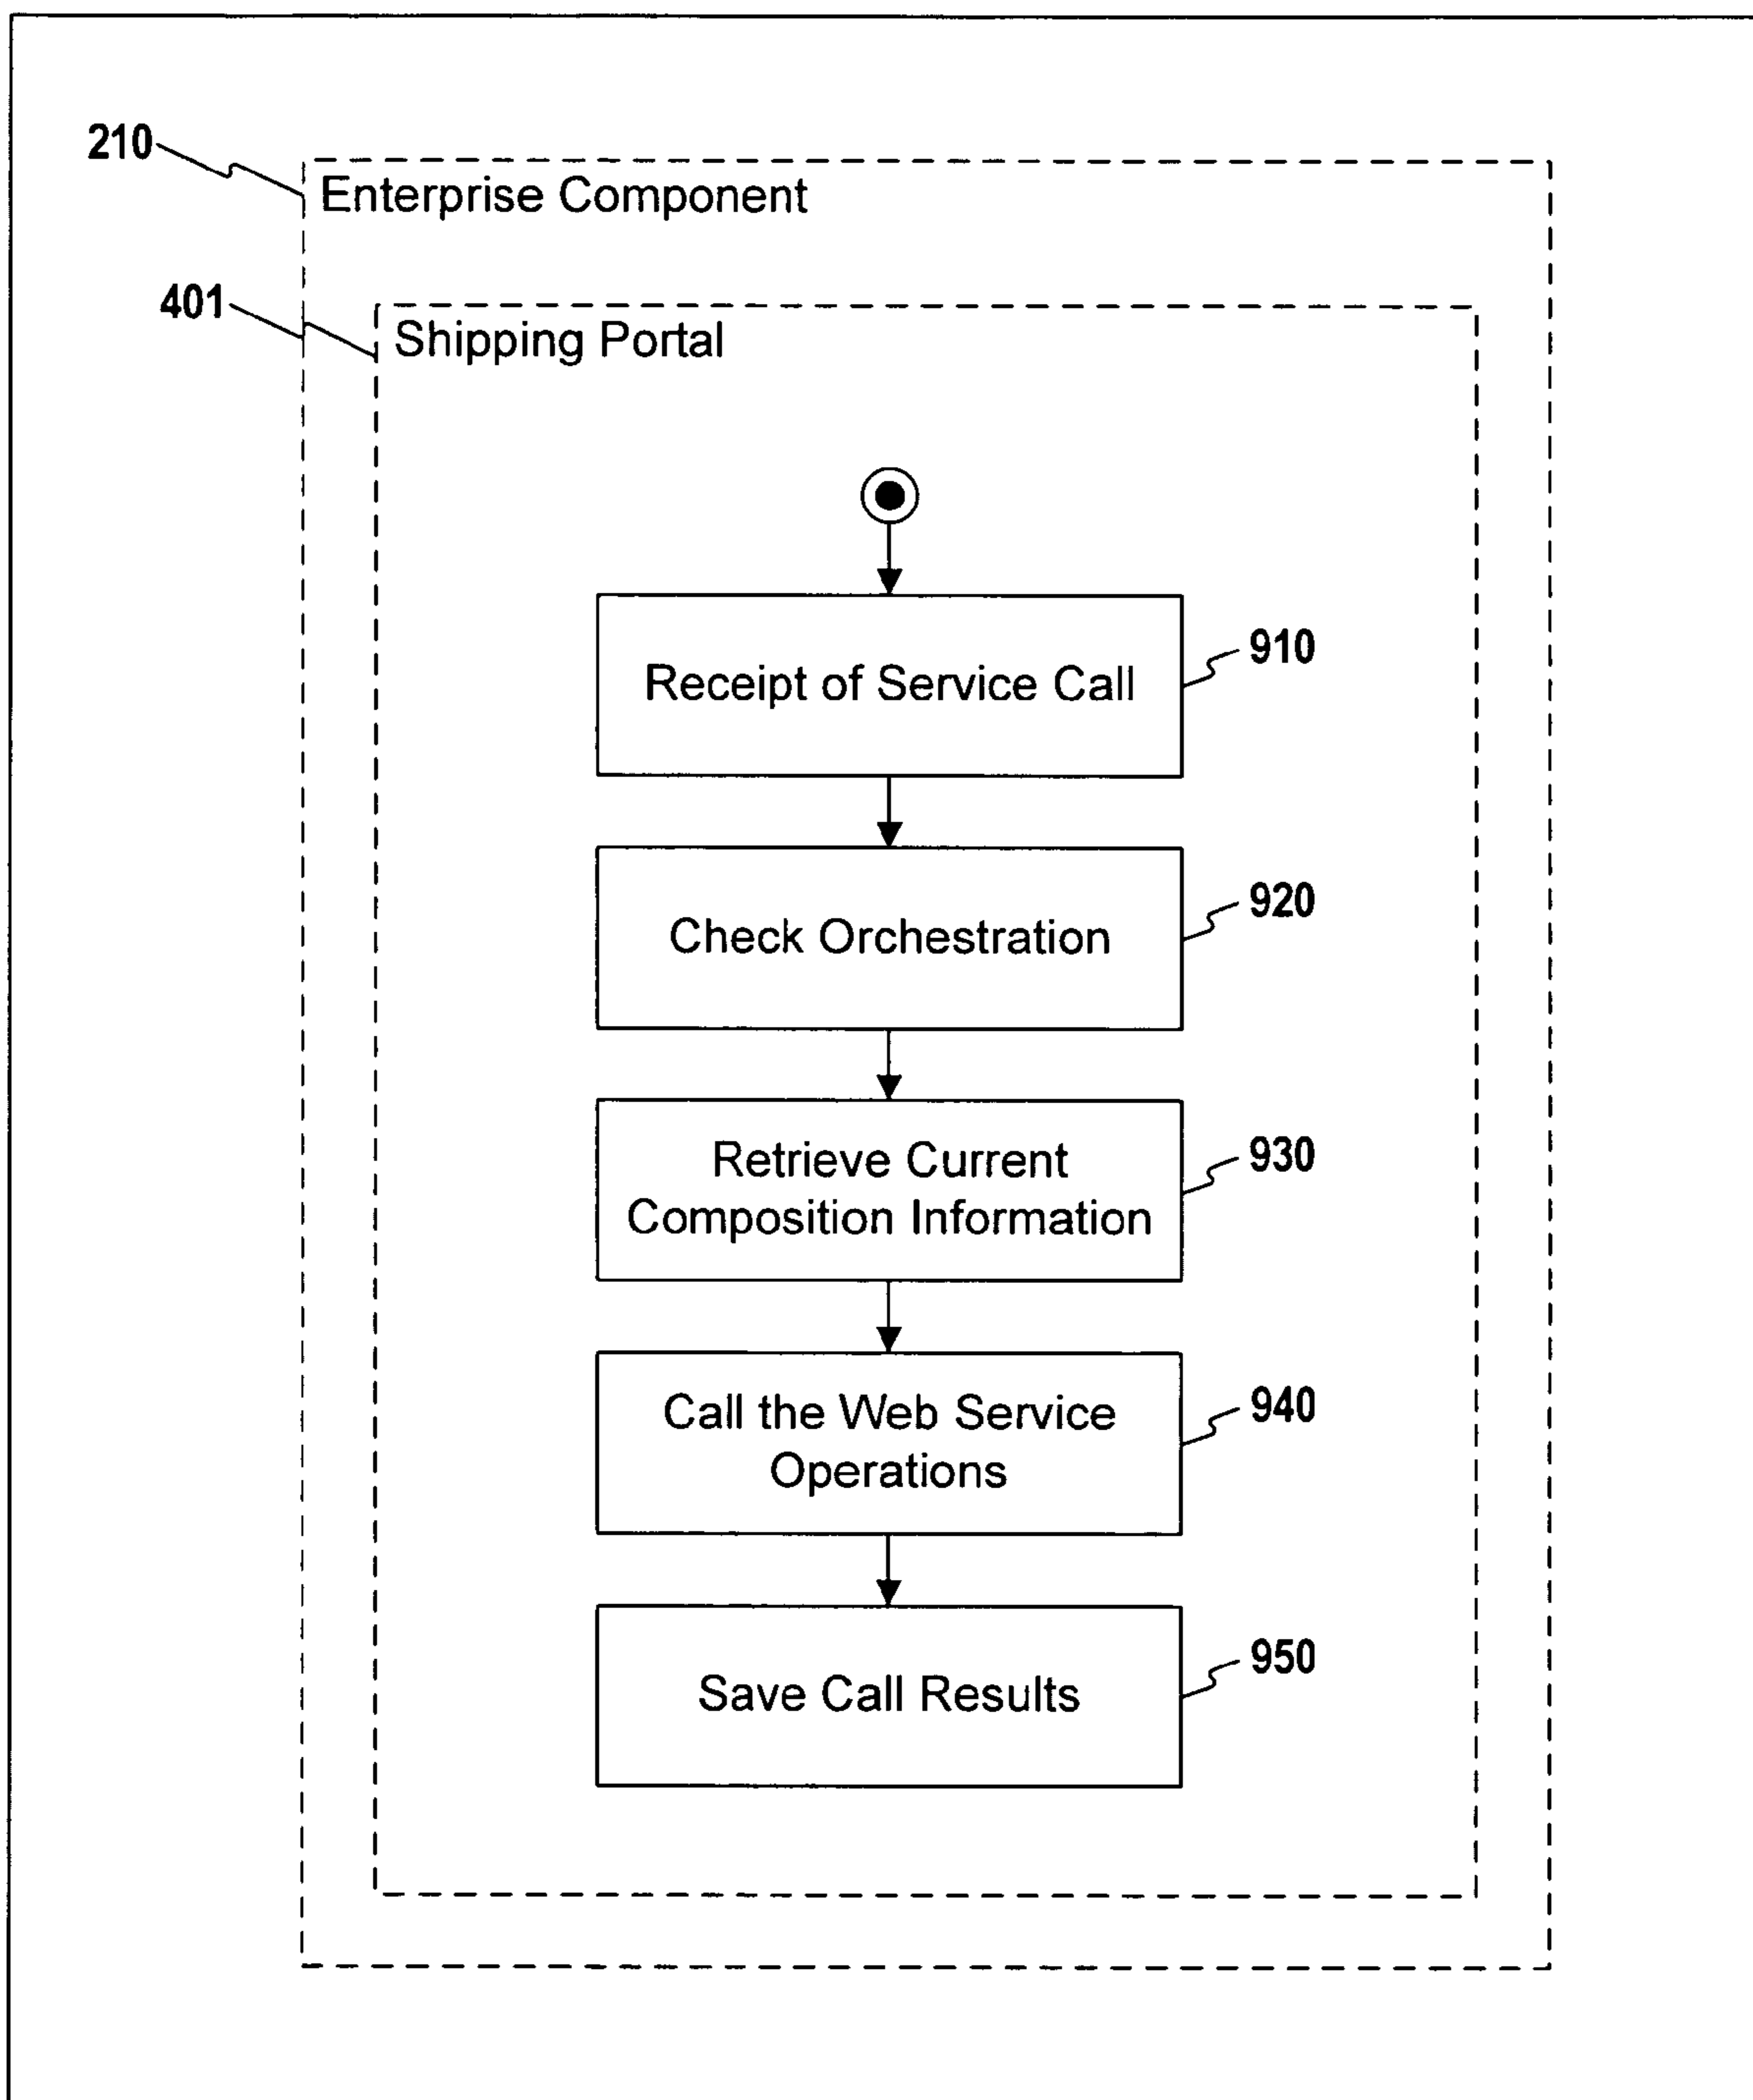 210
Enterprise Component
401
Shipping Portal
Receipt of Service Call
910
Check Orchestration
920
Retrieve Current
Composition Information
930
Call the Web Service
Operations
940
Save Call Results
950